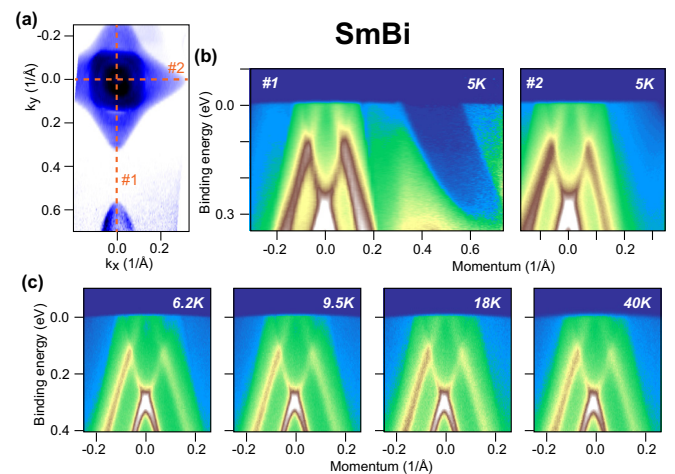 SmBi
(a)
-0.2
0.0
0.2
0.4
0.6
ky (1/Å)
#2
#1
0.0 0.2
kx (1/Å)
(b)
#1 5K
#2 5K
Binding energy (eV)
0.0
0.3
-0.2 0.0 0.2 0.4 0.6
-0.2 0.0 0.2
Momentum (1/Å)
(c)
6.2K
9.5K
18K
40K
Binding energy (eV)
0.0
0.2
0.4
-0.2 0.0 0.2
-0.2 0.0 0.2
-0.2 0.0 0.2
-0.2 0.0 0.2
Momentum (1/Å)